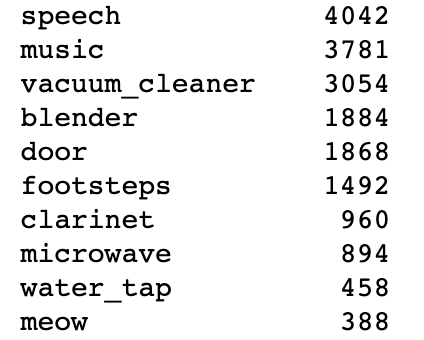 speech 4042
music 3781
vacuum_cleaner 3054
blender 1884
door 1868
footsteps 1492
clarinet 960
microwave 894
water_tap 458
meow 388